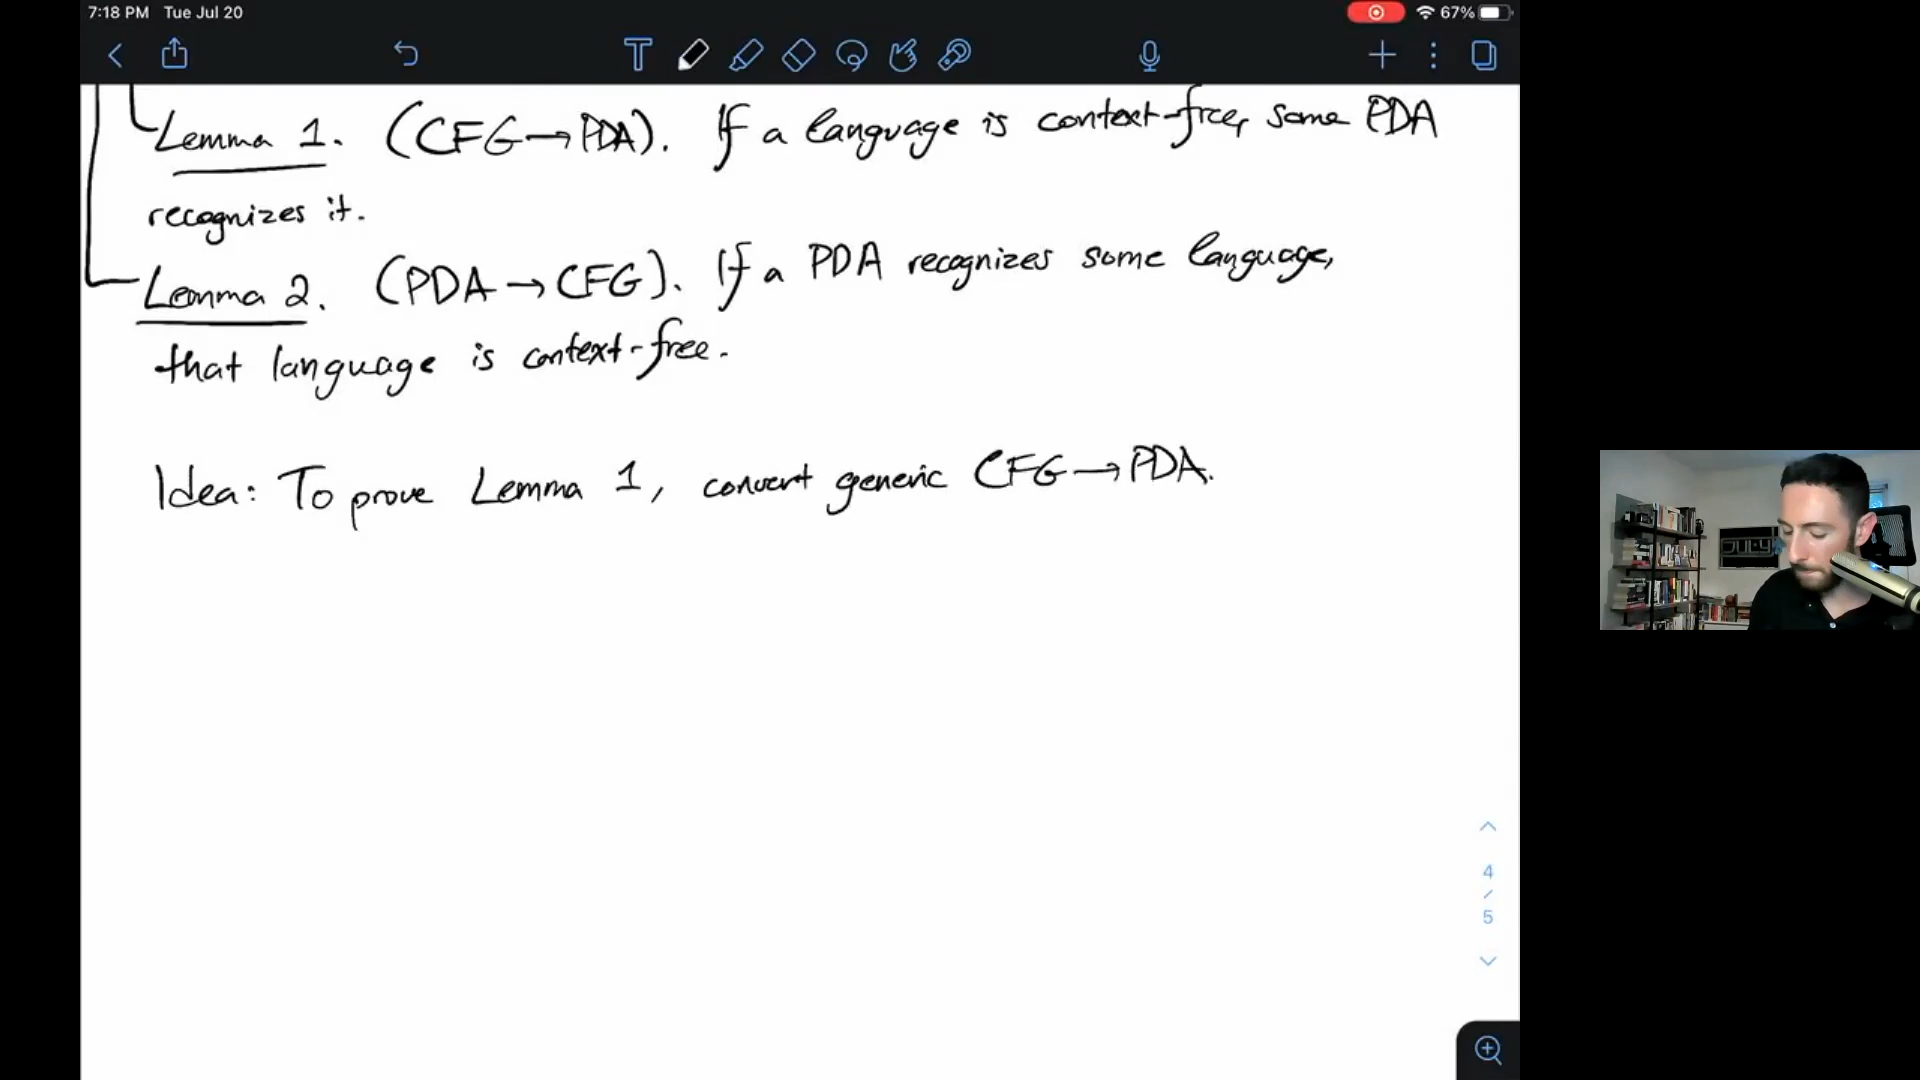 7:18 PM Tue Jul 20
67%
Lemma 1. (CFG→PDA). If a language is context-free, some PDA
recognizes it.
Lemma 2. (PDA→CFG). If a PDA recognizes some language,
that language is context-free.
Idea: To prove Lemma 1, convert generic CFG→PDA.
4
/
5